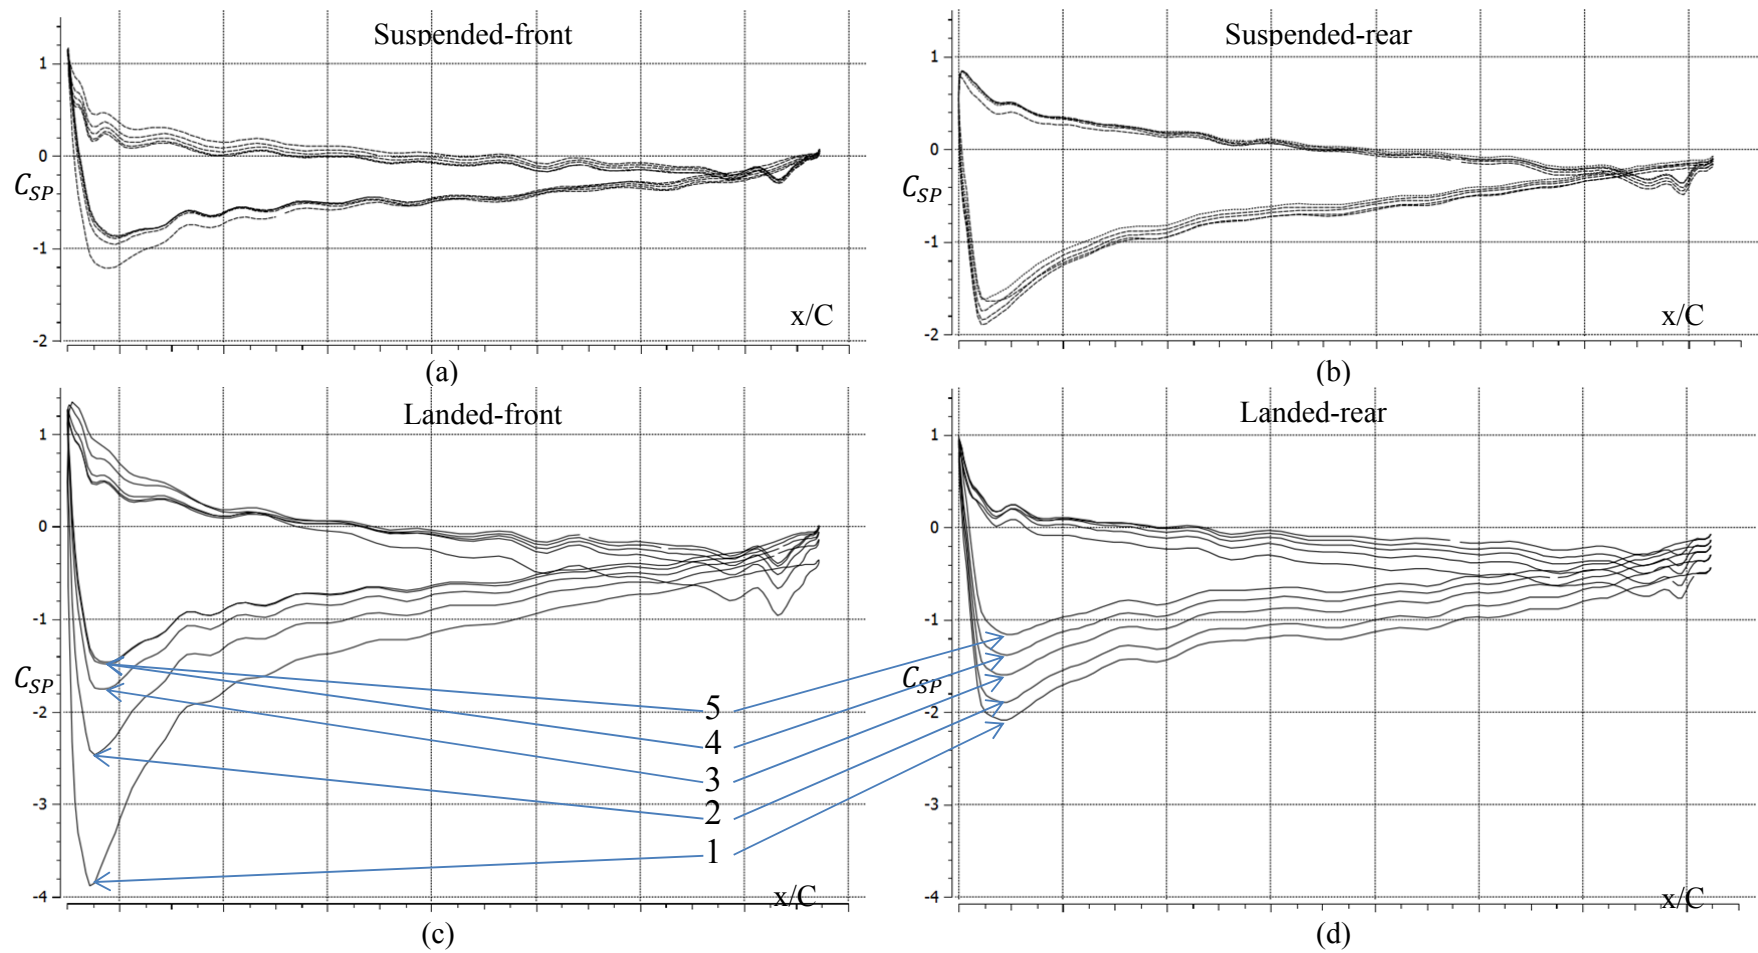 Suspended-front
1
0
-1
-2
C_SP
x/C
(a)
Suspended-rear
1
0
-1
-2
C_SP
x/C
(b)
Landed-front
1
0
-1
-2
-3
-4
C_SP
x/C
(c)
5
4
3
2
1
Landed-rear
1
0
-1
-2
-3
-4
C_SP
x/C
(d)